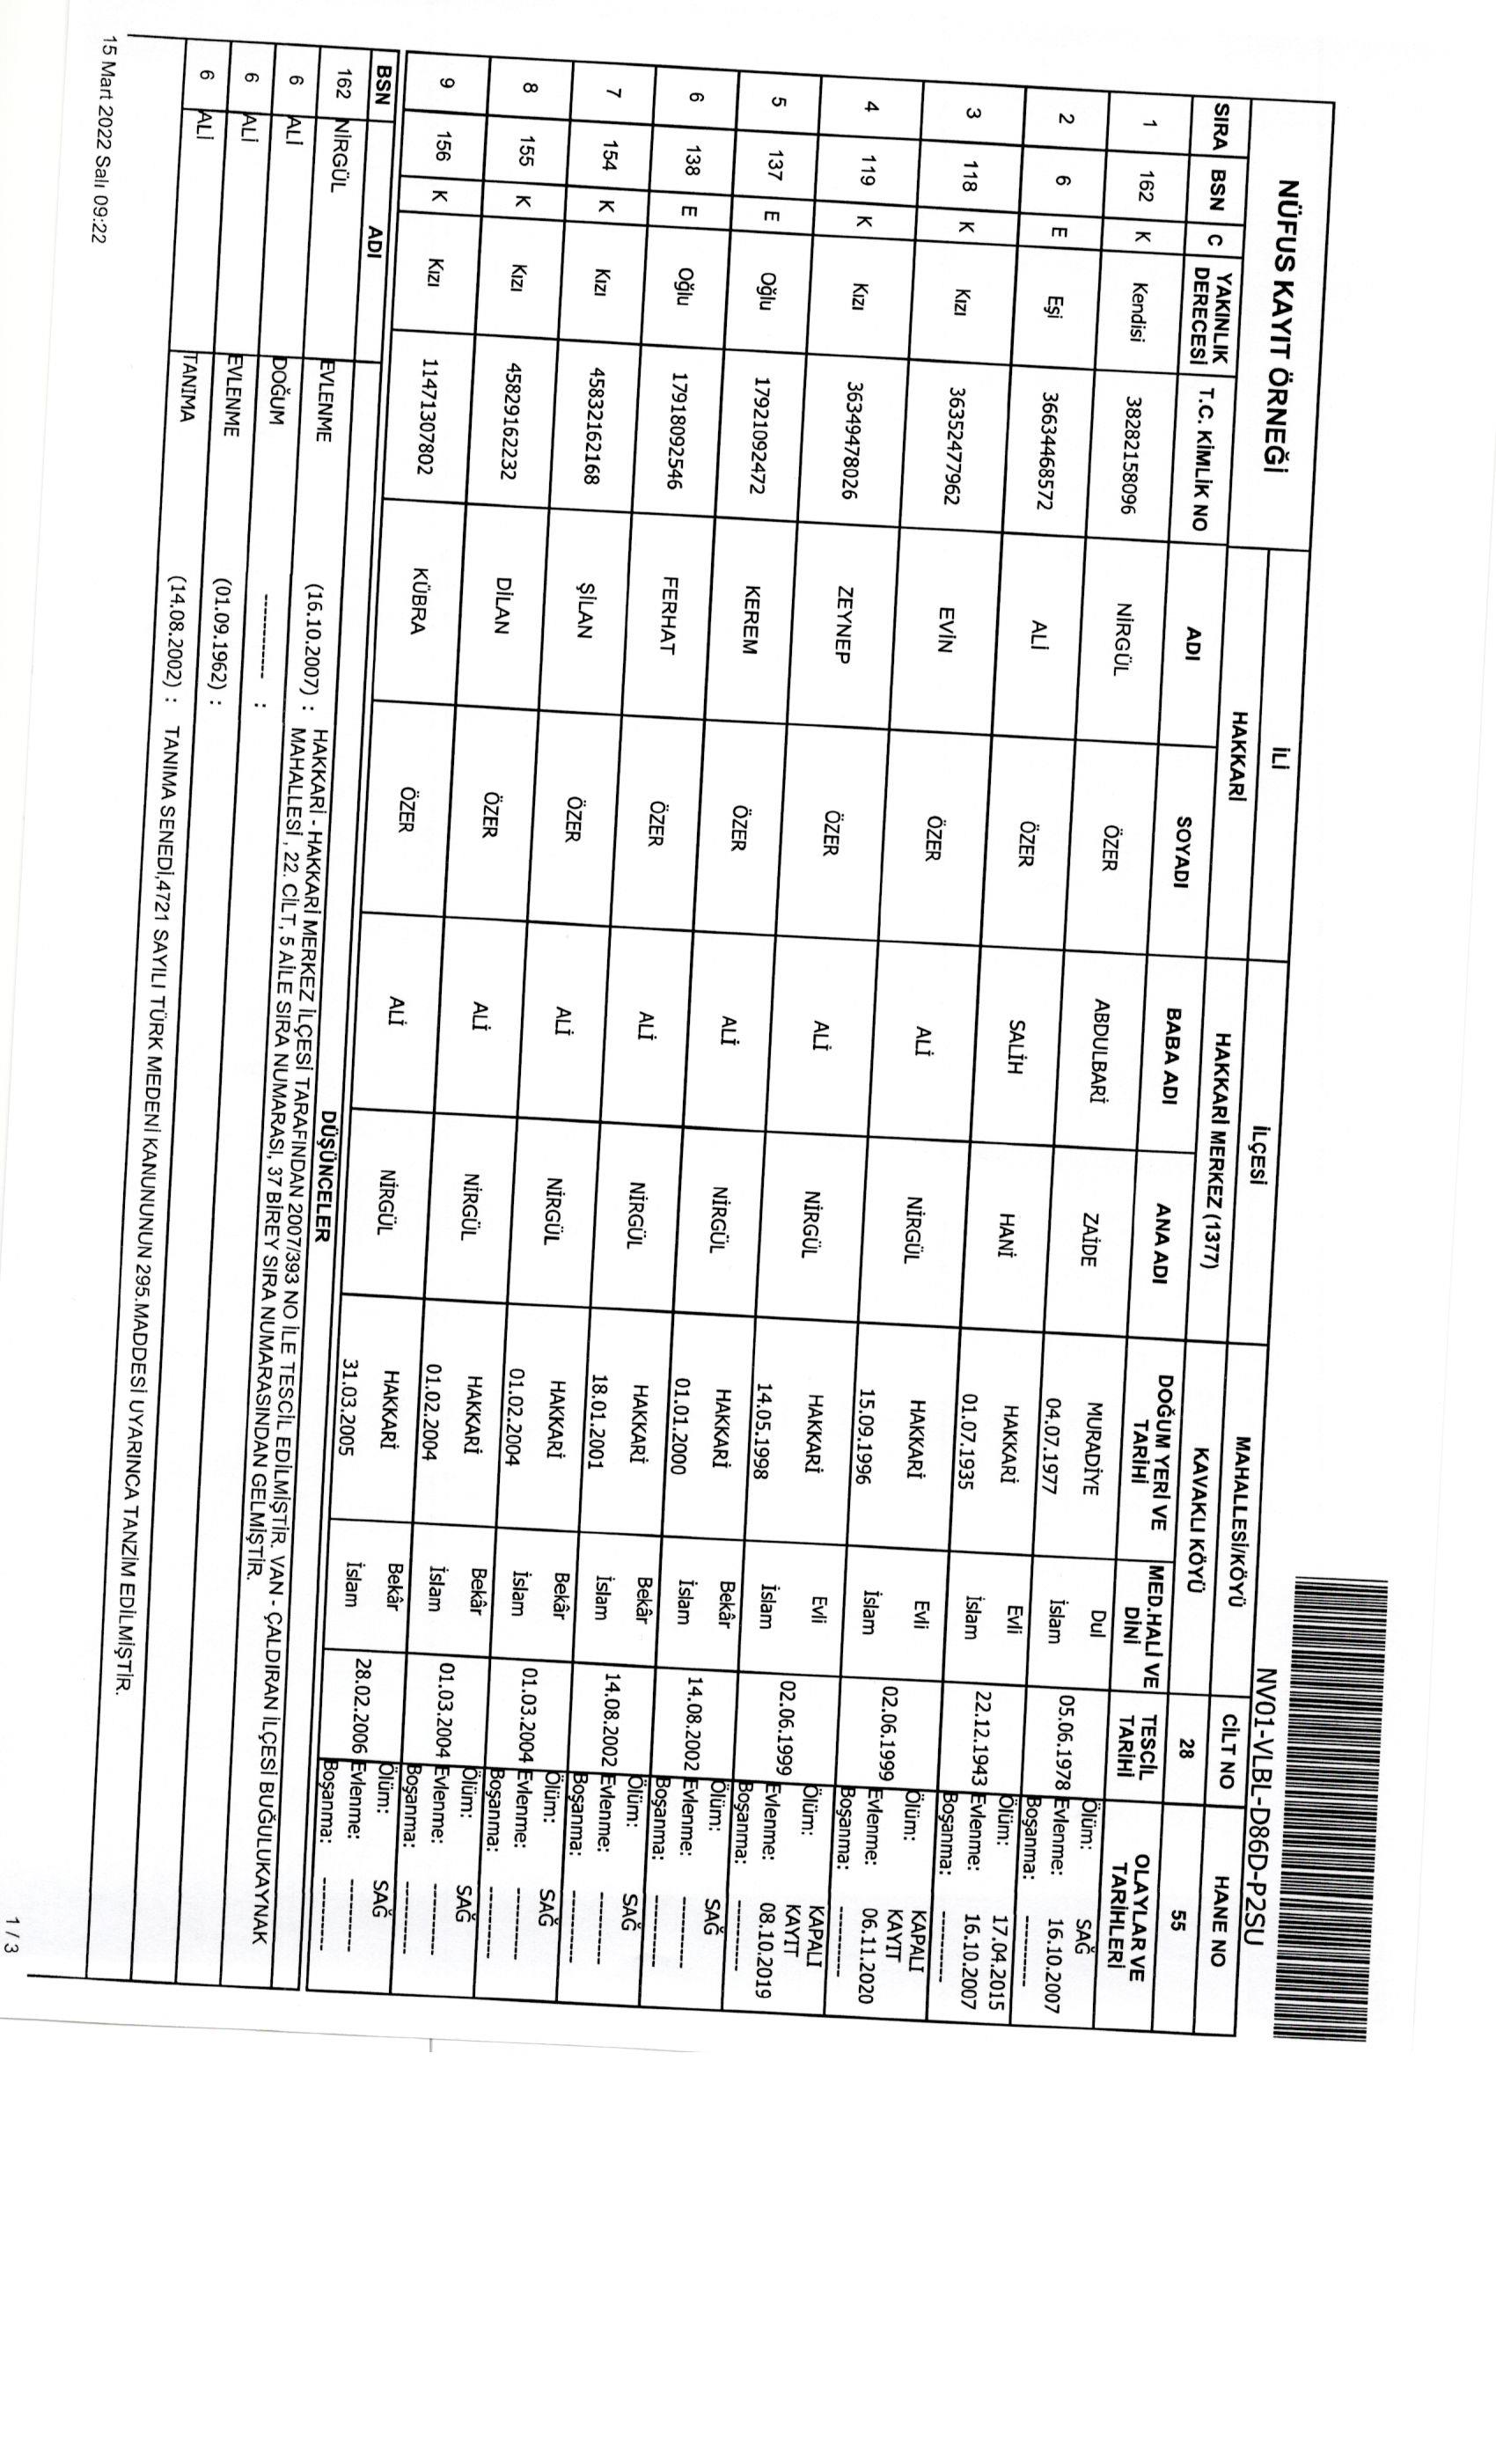 NV01-VLBL-D86D-P2SU
NÜFUS KAYIT ÖRNEĞİ İLİ İLÇESİ MAHALLESİ/KÖYÜ CİLT NO HANE NO
HAKKARİ HAKKARİ MERKEZ (1377) KAVAKLI KÖYÜ 28 55
SIRA BSN C YAKINLIK DERECESİ T.C. KİMLİK NO ADI SOYADI BABA ADI ANA ADI DOĞUM YERİ VE TARİHİ MED.HALİ VE DİNİ TESCİL TARİHİ OLAYLAR VE TARİHLERİ
1 162 K Kendisi 38282158096 NİRGÜL ÖZER ABDULBARİ ZAİDE MURADİYE 04.07.1977 Dul İslam 05.06.1978 Ölüm: SAĞ Evlenme: 16.10.2007 Boşanma: ----------
2 6 E Eşi 36634468572 ALİ ÖZER SALİH HANİ HAKKARİ 01.07.1935 Evli İslam 22.12.1943 Ölüm: 17.04.2015 Evlenme: 16.10.2007 Boşanma: ----------
3 118 K Kızı 36352477962 EVİN ÖZER ALİ NİRGÜL HAKKARİ 15.09.1996 Evli İslam 02.06.1999 Ölüm: KAPALI KAYIT Evlenme: 06.11.2020 Boşanma: ----------
4 119 K Kızı 36349478026 ZEYNEP ÖZER ALİ NİRGÜL HAKKARİ 14.05.1998 Evli İslam 02.06.1999 Ölüm: KAPALI KAYIT Evlenme: 08.10.2019 Boşanma: ----------
5 137 E Oğlu 17921092472 KEREM ÖZER ALİ NİRGÜL HAKKARİ 01.01.2000 Bekâr İslam 14.08.2002 Ölüm: SAĞ Evlenme: ---------- Boşanma: ----------
6 138 E Oğlu 17918092546 FERHAT ÖZER ALİ NİRGÜL HAKKARİ 18.01.2001 Bekâr İslam 14.08.2002 Ölüm: SAĞ Evlenme: ---------- Boşanma: ----------
7 154 K Kızı 45832162168 ŞİLAN ÖZER ALİ NİRGÜL HAKKARİ 01.02.2004 Bekâr İslam 01.03.2004 Ölüm: SAĞ Evlenme: ---------- Boşanma: ----------
8 155 K Kızı 45829162232 DİLAN ÖZER ALİ NİRGÜL HAKKARİ 01.02.2004 Bekâr İslam 01.03.2004 Ölüm: SAĞ Evlenme: ---------- Boşanma: ----------
9 156 K Kızı 11471307802 KÜBRA ÖZER ALİ NİRGÜL HAKKARİ 31.03.2005 Bekâr İslam 28.02.2006 Ölüm: SAĞ Evlenme: ---------- Boşanma: ----------
BSN ADI DÜŞÜNCELER
162 NİRGÜL EVLENME (16.10.2007) : HAKKARİ - HAKKARİ MERKEZ İLÇESİ TARAFINDAN 2007/393 NO İLE TESCİL EDİLMİŞTİR. VAN - ÇALDIRAN İLÇESİ BUĞULUKAYNAK
MAHALLESİ , 22. CİLT, 5 AİLE SIRA NUMARASI, 37 BİREY SIRA NUMARASINDAN GELMİŞTİR.
6 ALİ DOĞUM ---------- :
6 ALİ EVLENME (01.09.1962) :
6 ALİ TANIMA (14.08.2002) : TANIMA SENEDİ,4721 SAYILI TÜRK MEDENİ KANUNUNUN 295.MADDESİ UYARINCA TANZİM EDİLMİŞTİR.
15 Mart 2022 Salı 09:22
1 / 3